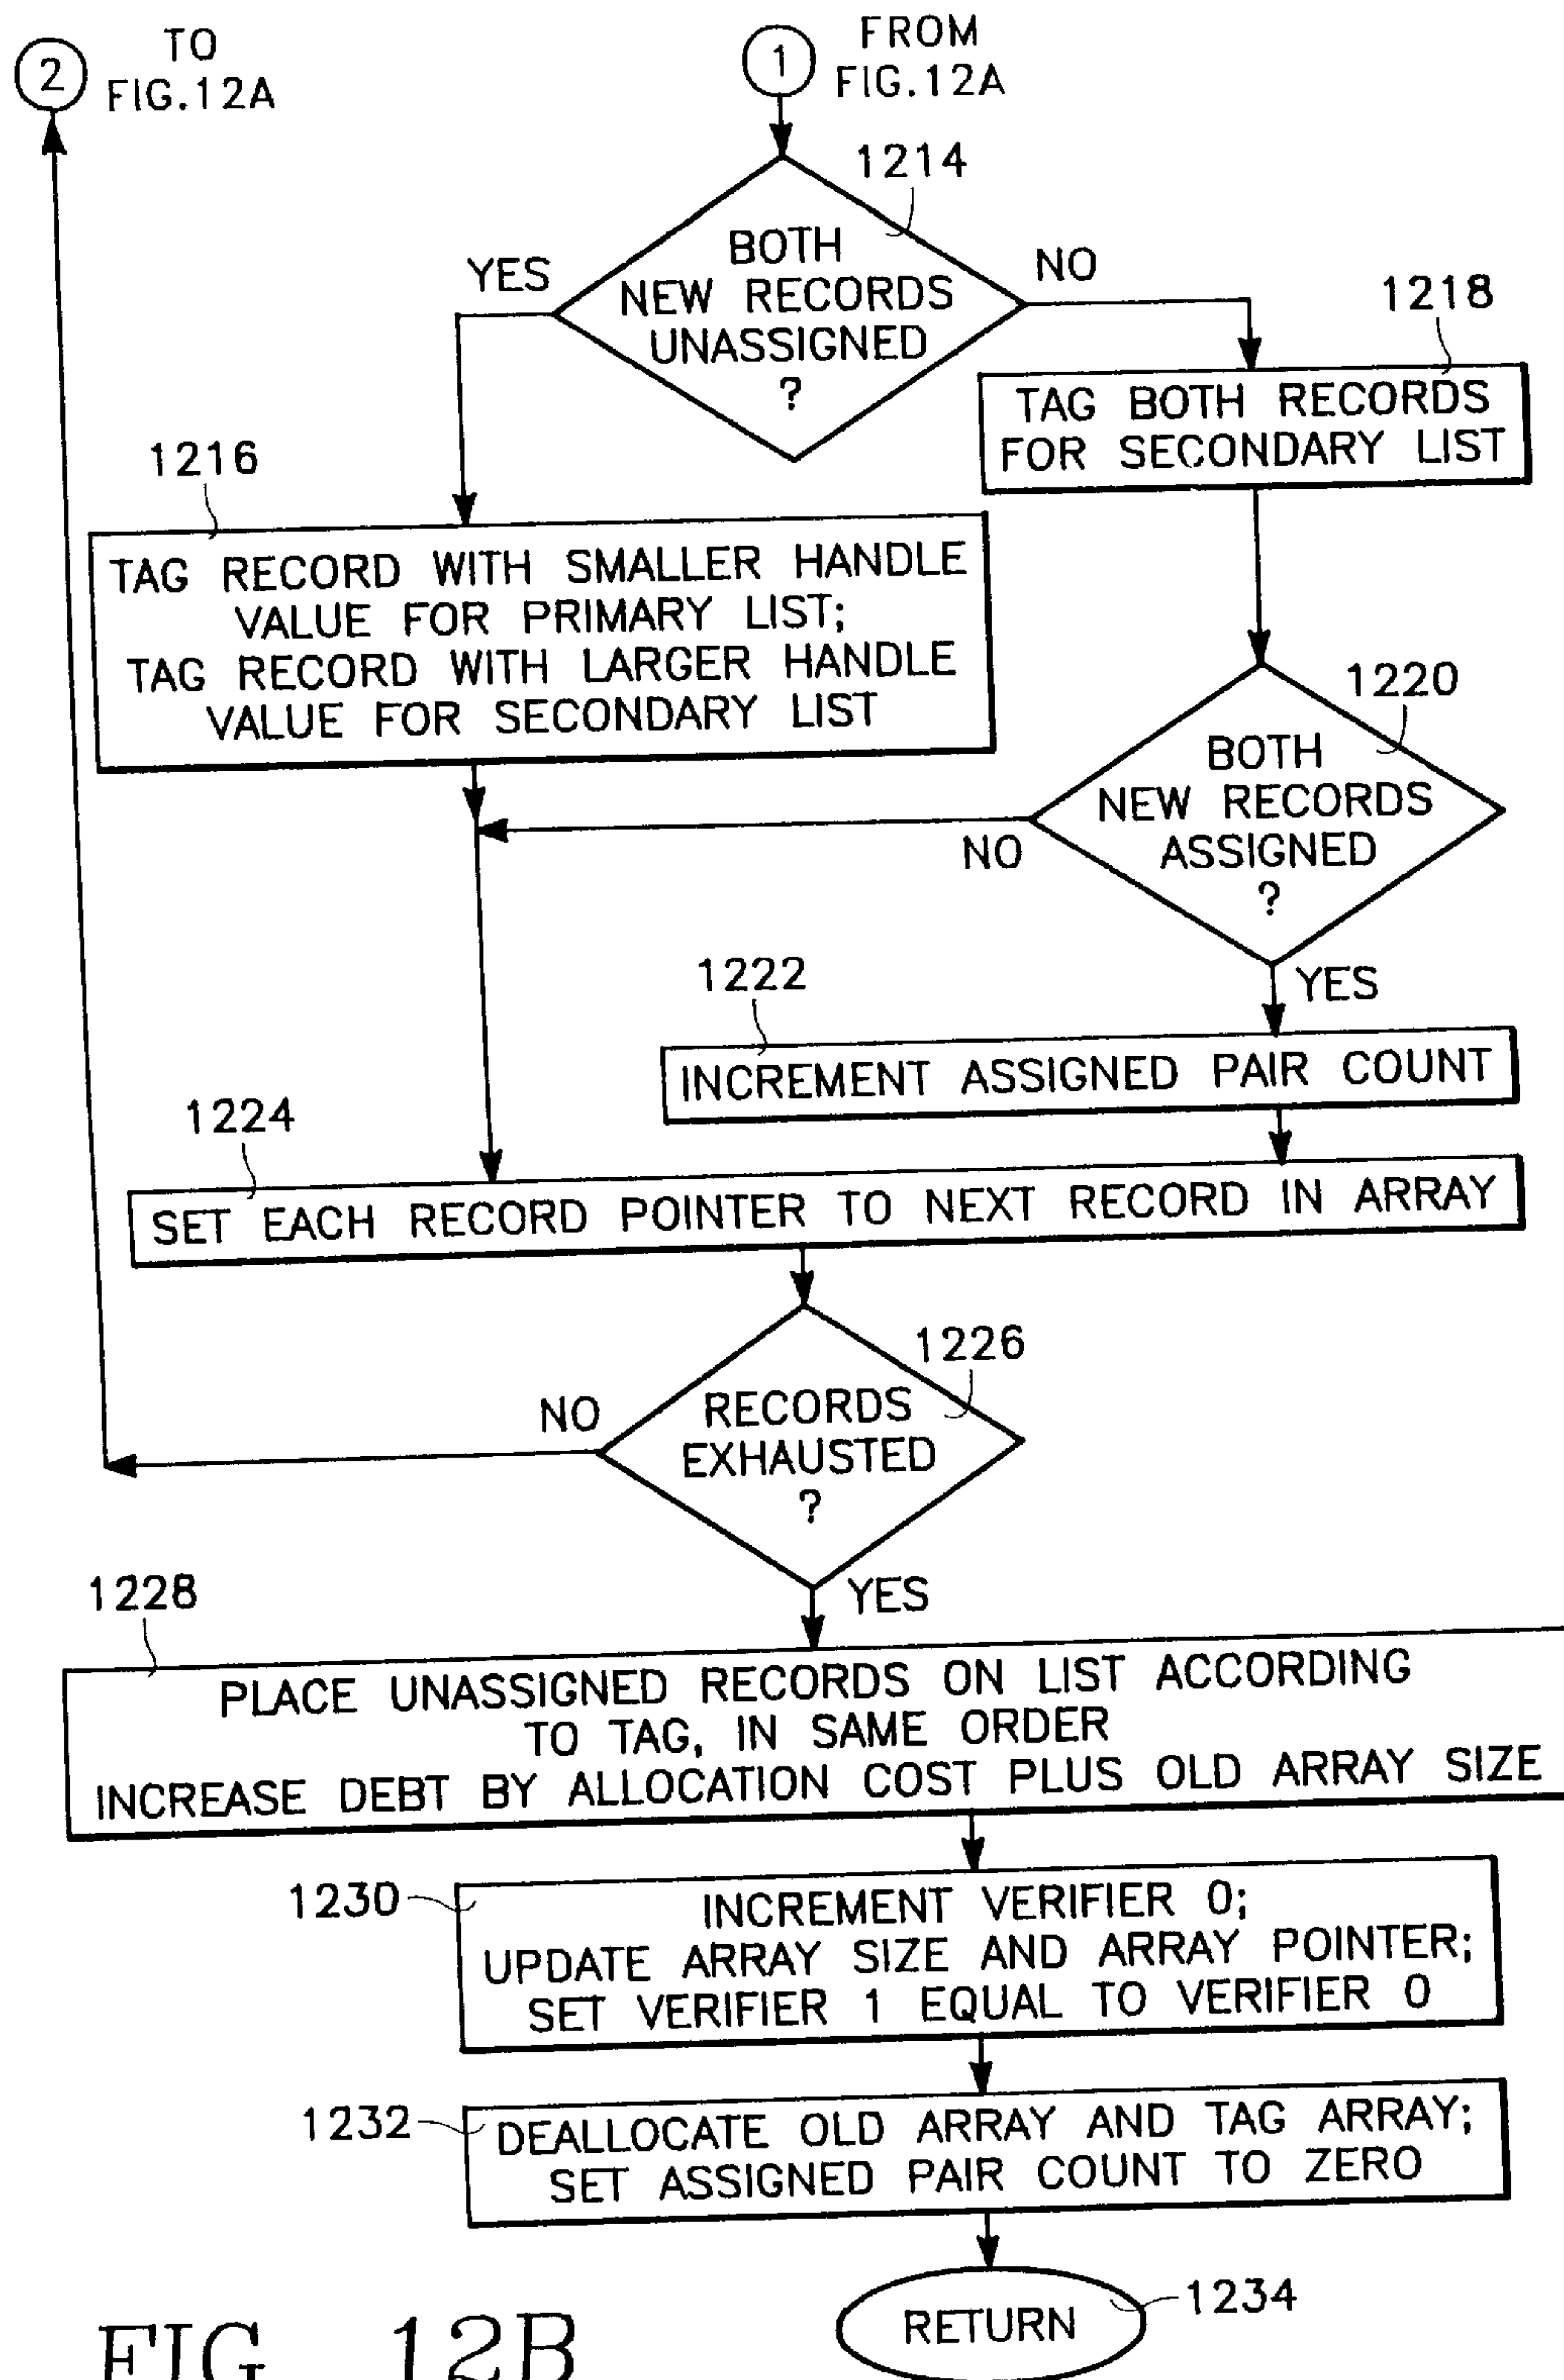 2
TO
FIG.12A
1
FROM
FIG.12A
1214
BOTH
NEW RECORDS
UNASSIGNED
?
YES
NO
1218
TAG BOTH RECORDS
FOR SECONDARY LIST
1216
TAG RECORD WITH SMALLER HANDLE
VALUE FOR PRIMARY LIST;
TAG RECORD WITH LARGER HANDLE
VALUE FOR SECONDARY LIST
1220
BOTH
NEW RECORDS
ASSIGNED
?
NO
YES
1222
INCREMENT ASSIGNED PAIR COUNT
1224
SET EACH RECORD POINTER TO NEXT RECORD IN ARRAY
1226
RECORDS
EXHAUSTED
?
NO
YES
1228
PLACE UNASSIGNED RECORDS ON LIST ACCORDING
TO TAG, IN SAME ORDER
INCREASE DEBT BY ALLOCATION COST PLUS OLD ARRAY SIZE
1230
INCREMENT VERIFIER 0;
UPDATE ARRAY SIZE AND ARRAY POINTER;
SET VERIFIER 1 EQUAL TO VERIFIER 0
1232
DEALLOCATE OLD ARRAY AND TAG ARRAY;
SET ASSIGNED PAIR COUNT TO ZERO
RETURN
1234
FIG. 12B